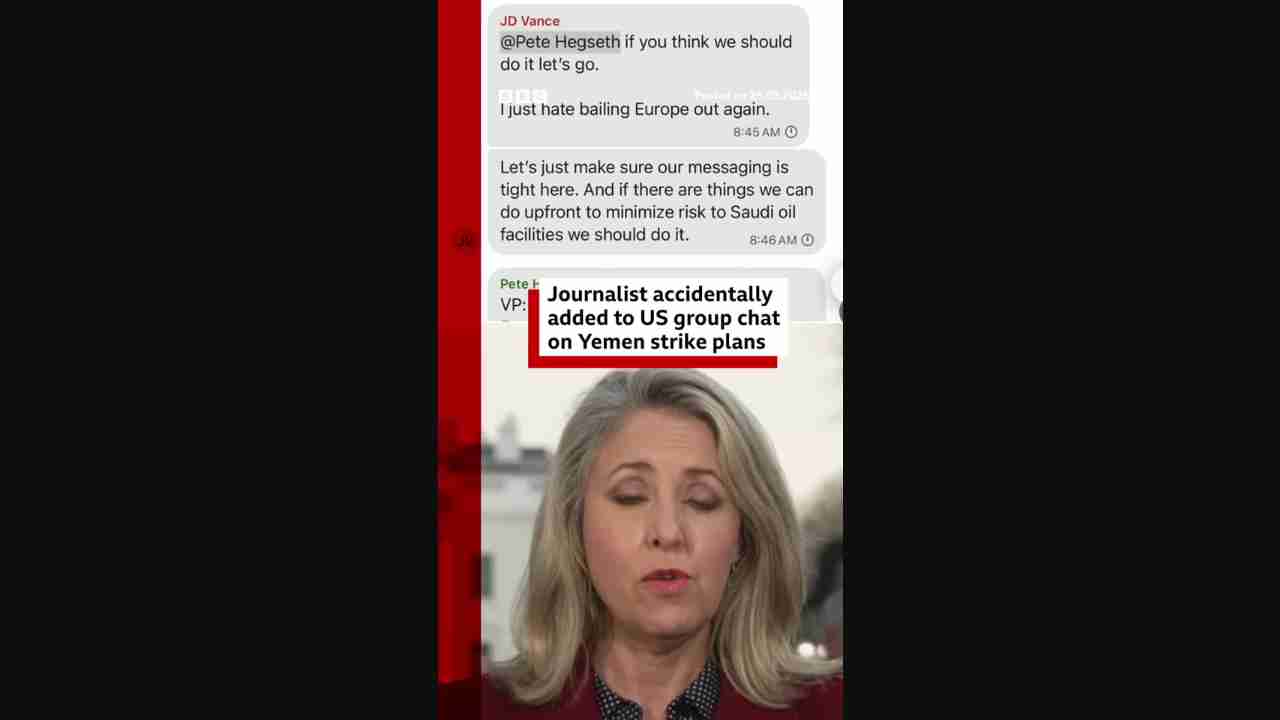 JD Vance
@Pete Hegseth if you think we should
do it let's go.
BBC
Posted on 25.03.2025
I just hate bailing Europe out again.
8:45 AM
Let's just make sure our messaging is
tight here. And if there are things we can
do upfront to minimize risk to Saudi oil
facilities we should do it.
8:46 AM
Pete H
VP:
Journalist accidentally
added to US group chat
on Yemen strike plans